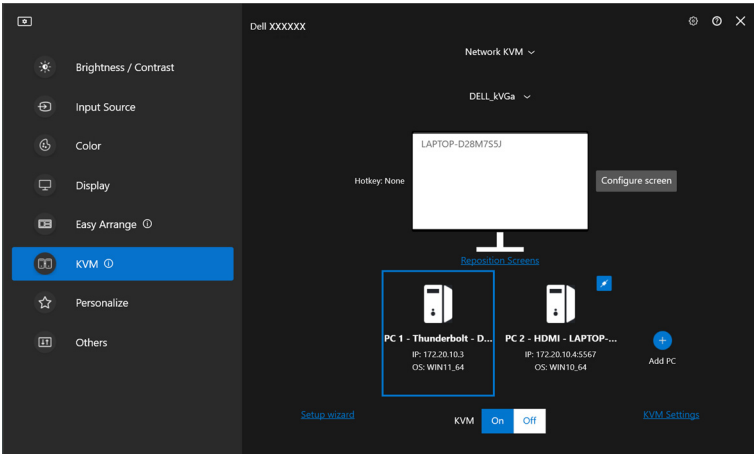 Dell XXXXXX
Brightness / Contrast
Input Source
Color
Display
Easy Arrange
KVM
Personalize
Others
Network KVM
DELL_kVGa
LAPTOP-D28M7S5J
Hotkey: None
Configure screen
Reposition Screens
PC 1 - Thunderbolt - D...
IP: 172.20.10.3
OS: WIN11_64
PC 2 - HDMI - LAPTOP-...
IP: 172.20.10.4:5567
OS: WIN10_64
Add PC
Setup wizard
KVM On Off
KVM Settings